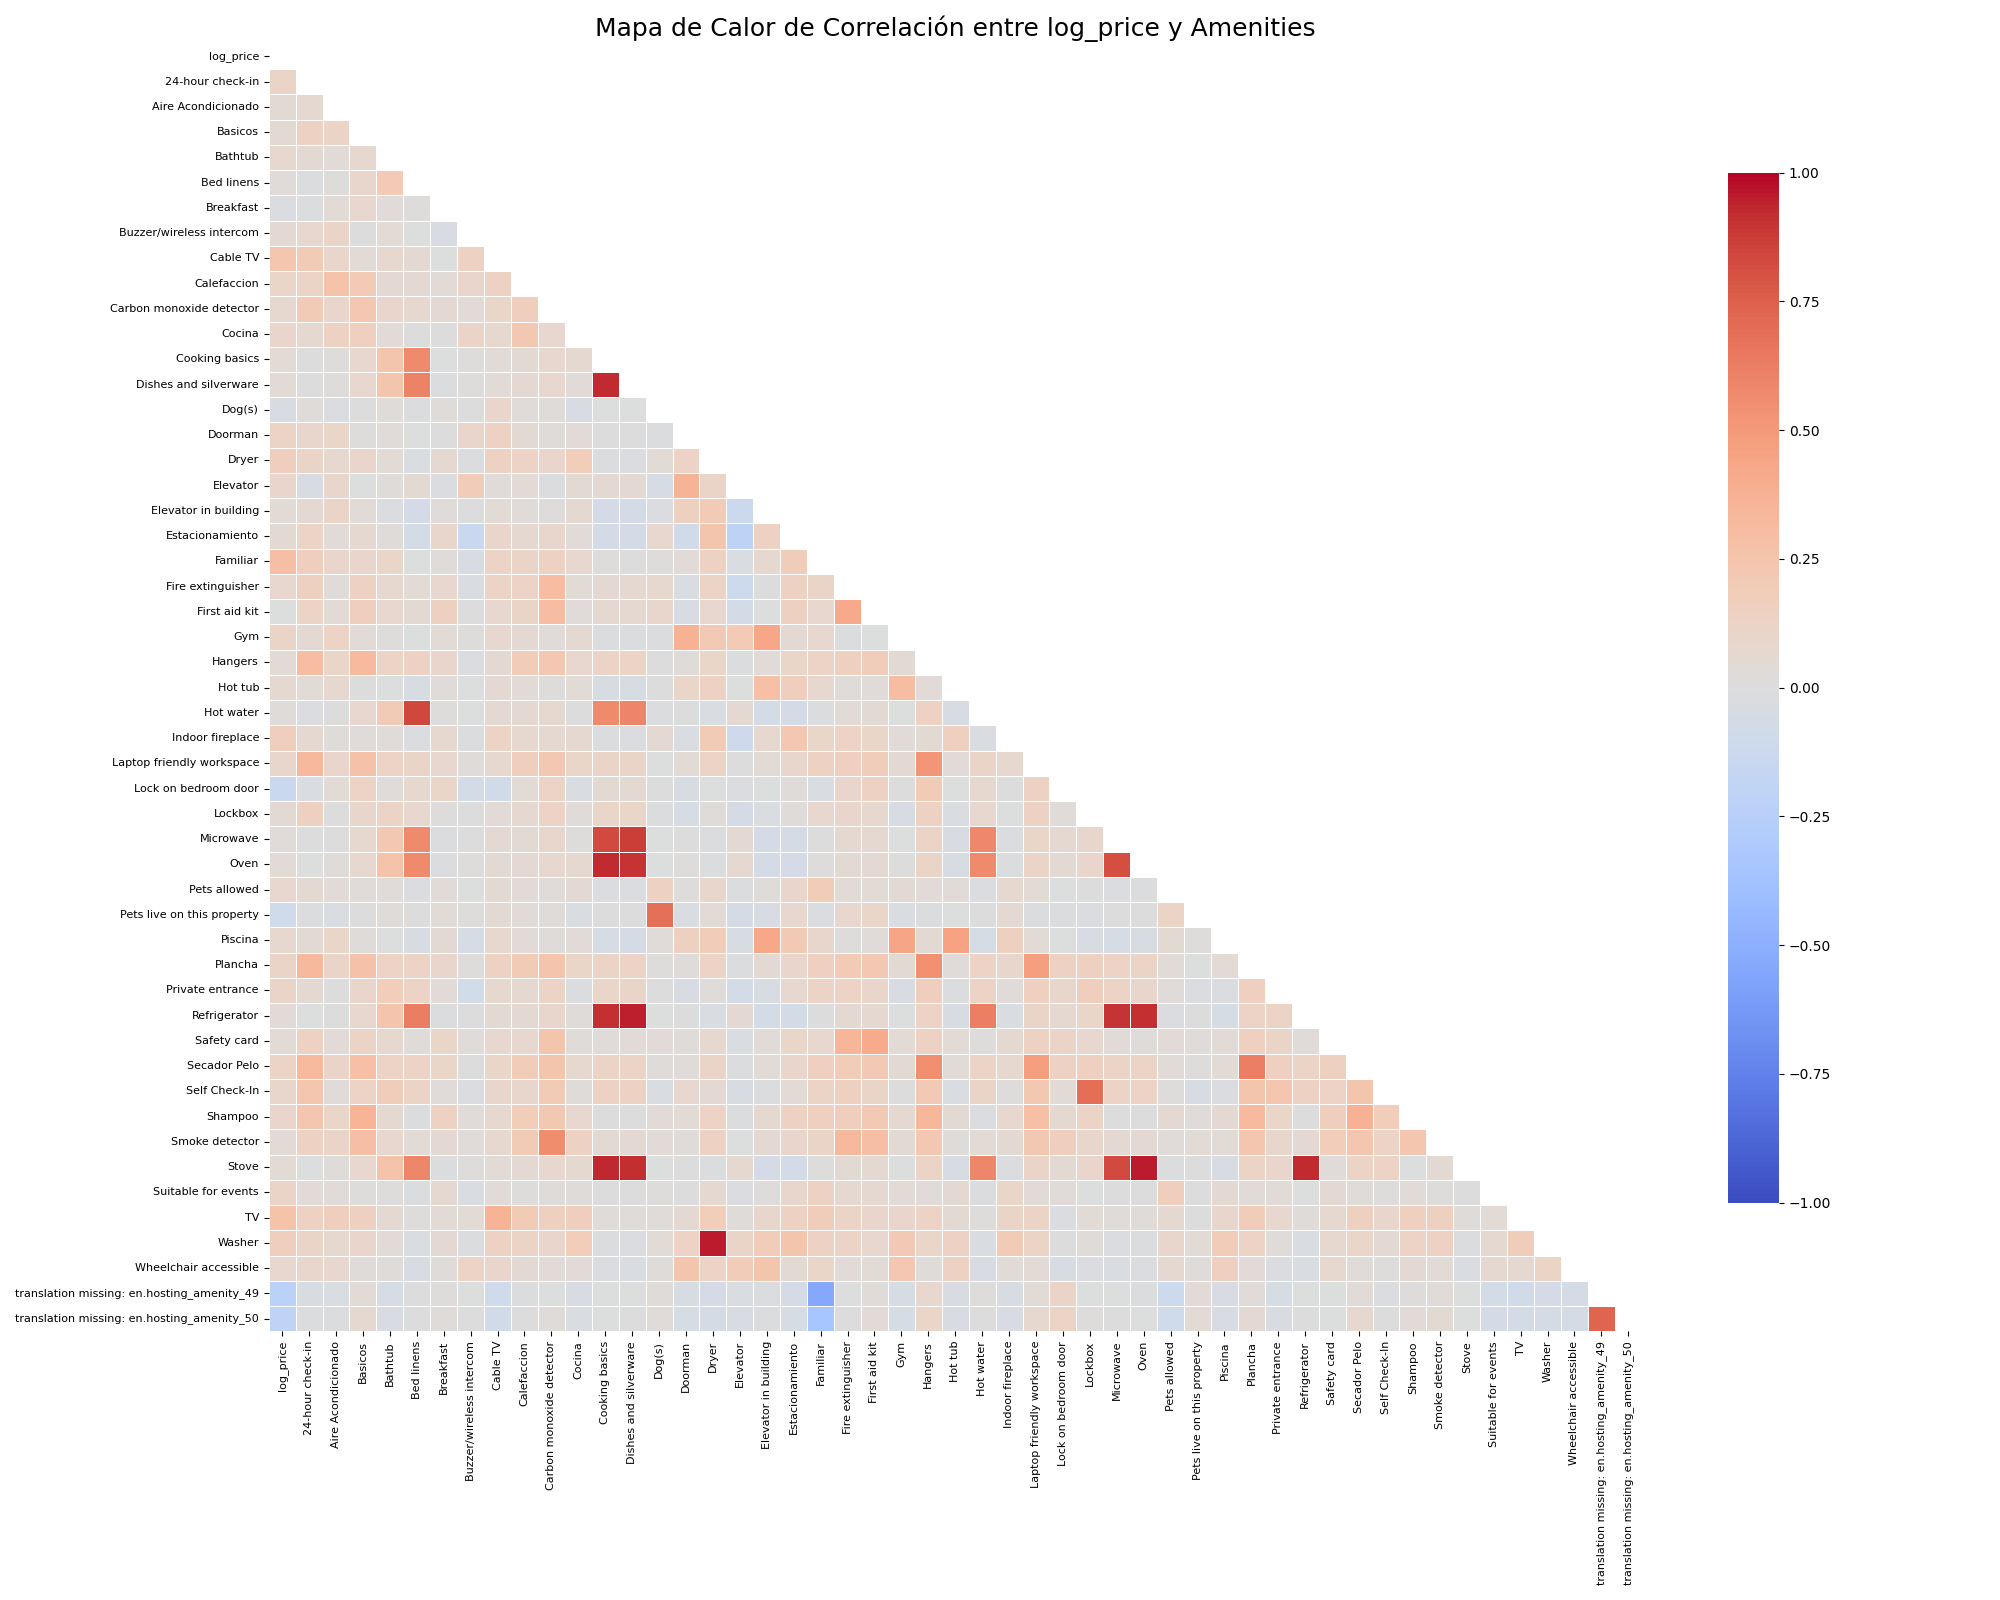 Mapa de Calor de Correlación entre log_price y Amenities
log_price
24-hour check-in
Aire Acondicionado
Basicos
Bathtub
Bed linens
Breakfast
Buzzer/wireless intercom
Cable TV
Calefaccion
Carbon monoxide detector
Cocina
Cooking basics
Dishes and silverware
Dog(s)
Doorman
Dryer
Elevator
Elevator in building
Estacionamiento
Familiar
Fire extinguisher
First aid kit
Gym
Hangers
Hot tub
Hot water
Indoor fireplace
Laptop friendly workspace
Lock on bedroom door
Lockbox
Microwave
Oven
Pets allowed
Pets live on this property
Piscina
Plancha
Private entrance
Refrigerator
Safety card
Secador Pelo
Self Check-In
Shampoo
Smoke detector
Stove
Suitable for events
TV
Washer
Wheelchair accessible
translation missing: en.hosting_amenity_49
translation missing: en.hosting_amenity_50
log_price
24-hour check-in
Aire Acondicionado
Basicos
Bathtub
Bed linens
Breakfast
Buzzer/wireless intercom
Cable TV
Calefaccion
Carbon monoxide detector
Cocina
Cooking basics
Dishes and silverware
Dog(s)
Doorman
Dryer
Elevator
Elevator in building
Estacionamiento
Familiar
Fire extinguisher
First aid kit
Gym
Hangers
Hot tub
Hot water
Indoor fireplace
Laptop friendly workspace
Lock on bedroom door
Lockbox
Microwave
Oven
Pets allowed
Pets live on this property
Piscina
Plancha
Private entrance
Refrigerator
Safety card
Secador Pelo
Self Check-In
Shampoo
Smoke detector
Stove
Suitable for events
TV
Washer
Wheelchair accessible
translation missing: en.hosting_amenity_49
translation missing: en.hosting_amenity_50
1.00
0.75
0.50
0.25
0.00
−0.25
−0.50
−0.75
−1.00